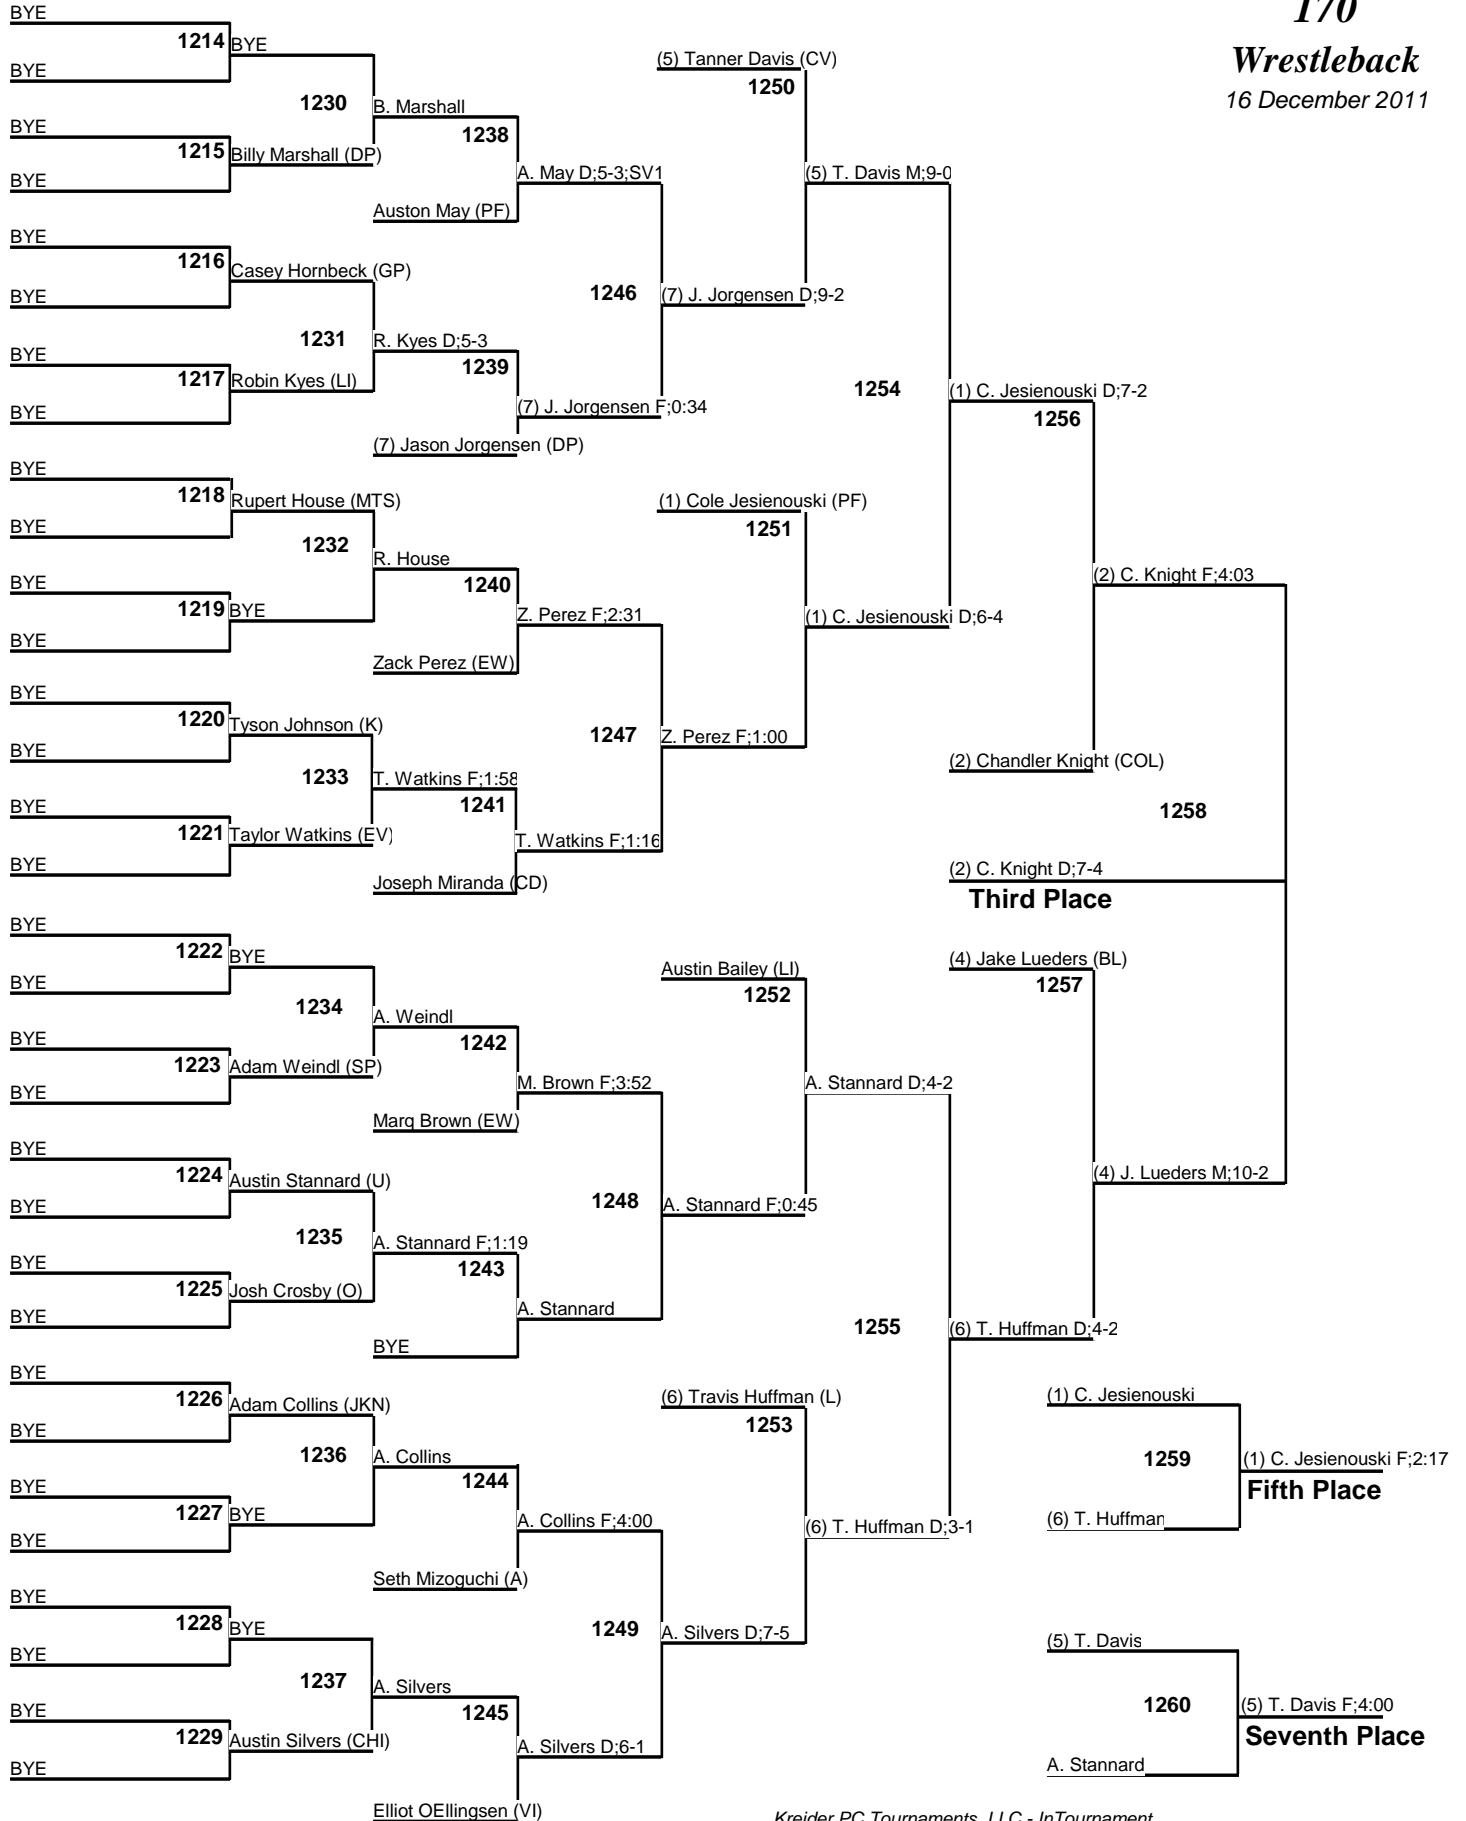 170
Wrestleback
16 December 2011
BYE
1214
BYE
BYE
1230
B. Marshall
BYE
1215
Billy Marshall (DP)
BYE
1238
A. May D;5-3;SV1
Auston May (PF)
BYE
1216
Casey Hornbeck (GP)
BYE
1231
R. Kyes D;5-3
BYE
1217
Robin Kyes (LI)
BYE
1239
(7) J. Jorgensen F;0:34
(7) Jason Jorgensen (DP)
1246
(7) J. Jorgensen D;9-2
(5) Tanner Davis (CV)
1250
(5) T. Davis M;9-0
BYE
1218
Rupert House (MTS)
BYE
1232
R. House
BYE
1219
BYE
BYE
1240
Z. Perez F;2:31
Zack Perez (EW)
BYE
1220
Tyson Johnson (K)
BYE
1233
T. Watkins F;1:58
BYE
1221
Taylor Watkins (EV)
BYE
1241
T. Watkins F;1:16
Joseph Miranda (CD)
1247
Z. Perez F;1:00
(1) Cole Jesienouski (PF)
1251
(1) C. Jesienouski D;6-4
1254
(1) C. Jesienouski D;7-2
1256
(2) C. Knight F;4:03
(2) Chandler Knight (COL)
1258
(2) C. Knight D;7-4
Third Place
BYE
1222
BYE
BYE
1234
A. Weindl
BYE
1223
Adam Weindl (SP)
BYE
1242
M. Brown F;3:52
Marq Brown (EW)
BYE
1224
Austin Stannard (U)
BYE
1235
A. Stannard F;1:19
BYE
1225
Josh Crosby (O)
BYE
1243
A. Stannard
BYE
1248
A. Stannard F;0:45
Austin Bailey (LI)
1252
A. Stannard D;4-2
(4) Jake Lueders (BL)
1257
(4) J. Lueders M;10-2
BYE
1226
Adam Collins (JKN)
BYE
1236
A. Collins
BYE
1227
BYE
BYE
1244
A. Collins F;4:00
Seth Mizoguchi (A)
BYE
1228
BYE
BYE
1237
A. Silvers
BYE
1229
Austin Silvers (CHI)
BYE
1245
A. Silvers D;6-1
Elliot OEllingsen (VI)
1249
A. Silvers D;7-5
(6) Travis Huffman (L)
1253
(6) T. Huffman D;3-1
1255
(6) T. Huffman D;4-2
(1) C. Jesienouski
1259
(1) C. Jesienouski F;2:17
Fifth Place
(6) T. Huffman
(5) T. Davis
1260
(5) T. Davis F;4:00
Seventh Place
A. Stannard
Kreider PC Tournaments, LLC - InTournament